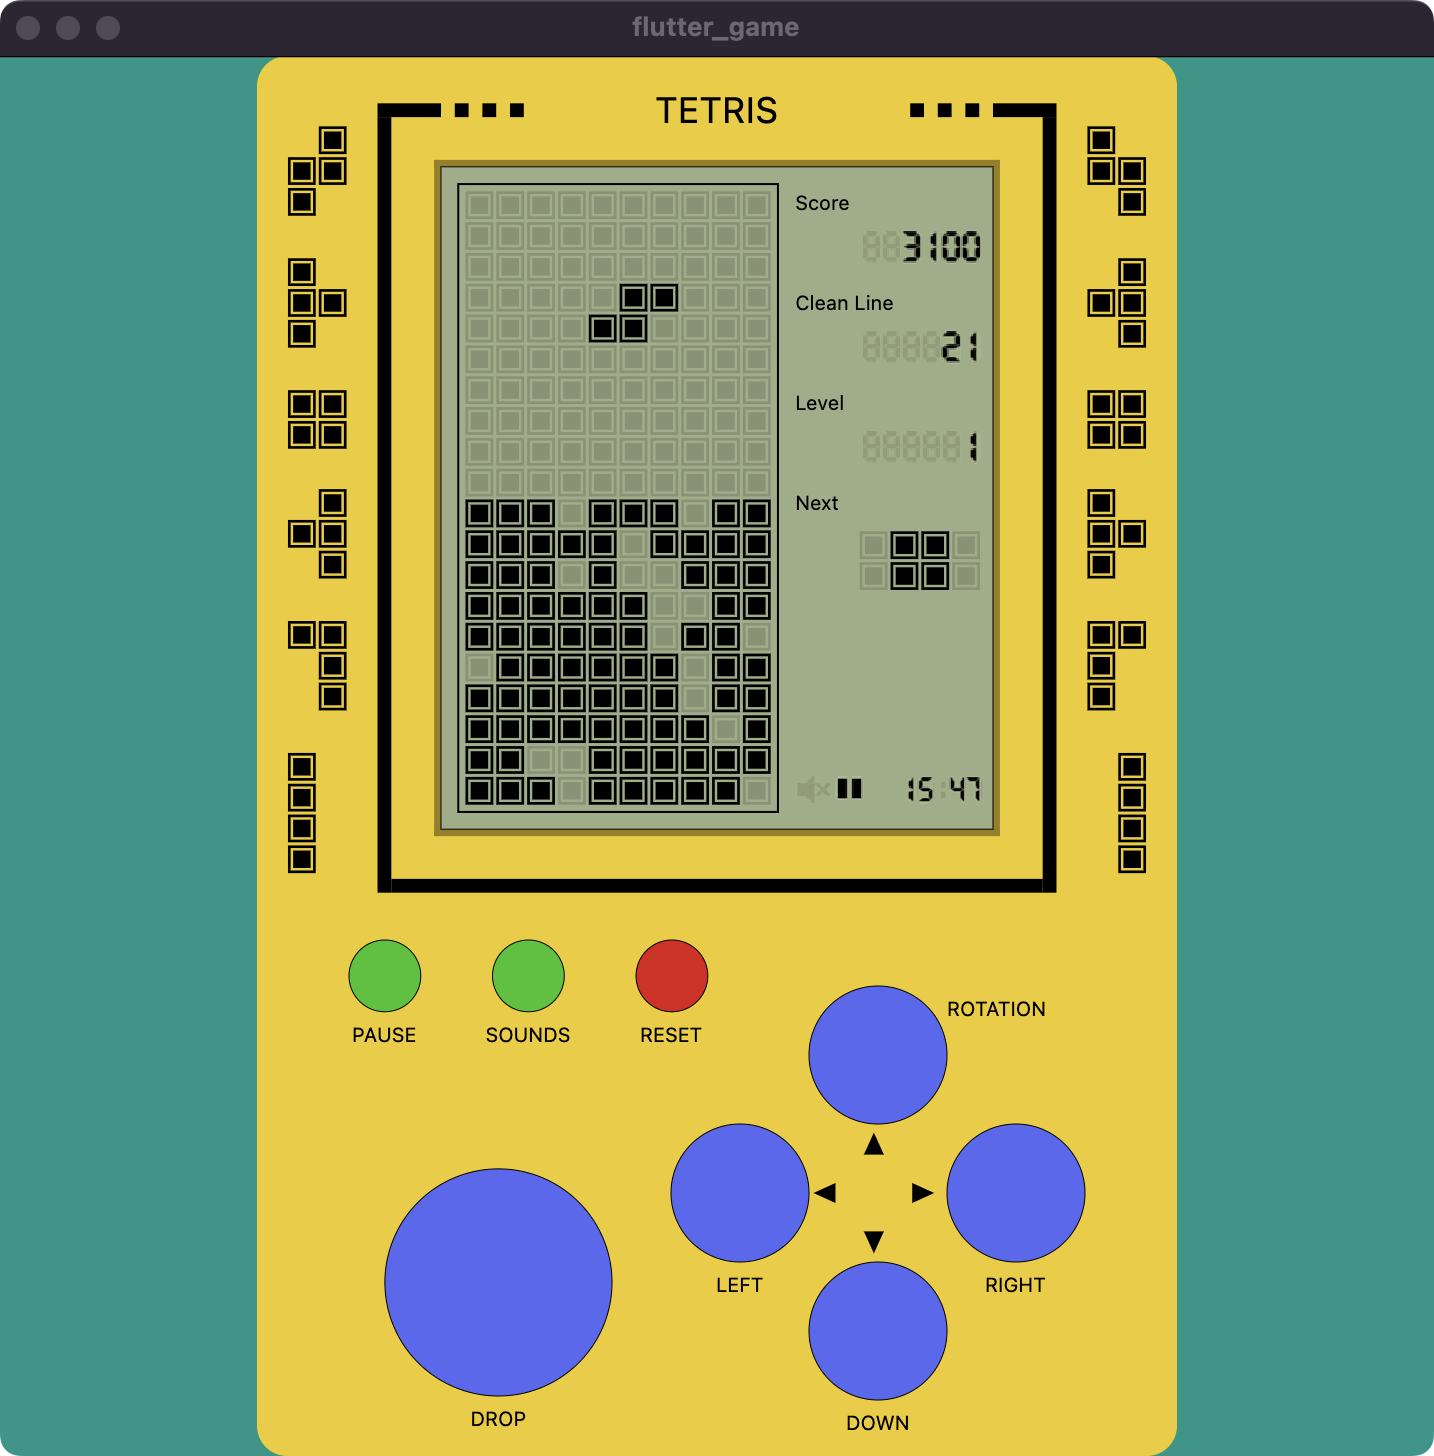 flutter_game
TETRIS
Score
3100
Clean Line
21
Level
1
Next
15:47
PAUSE
SOUNDS
RESET
ROTATION
LEFT
RIGHT
DROP
DOWN